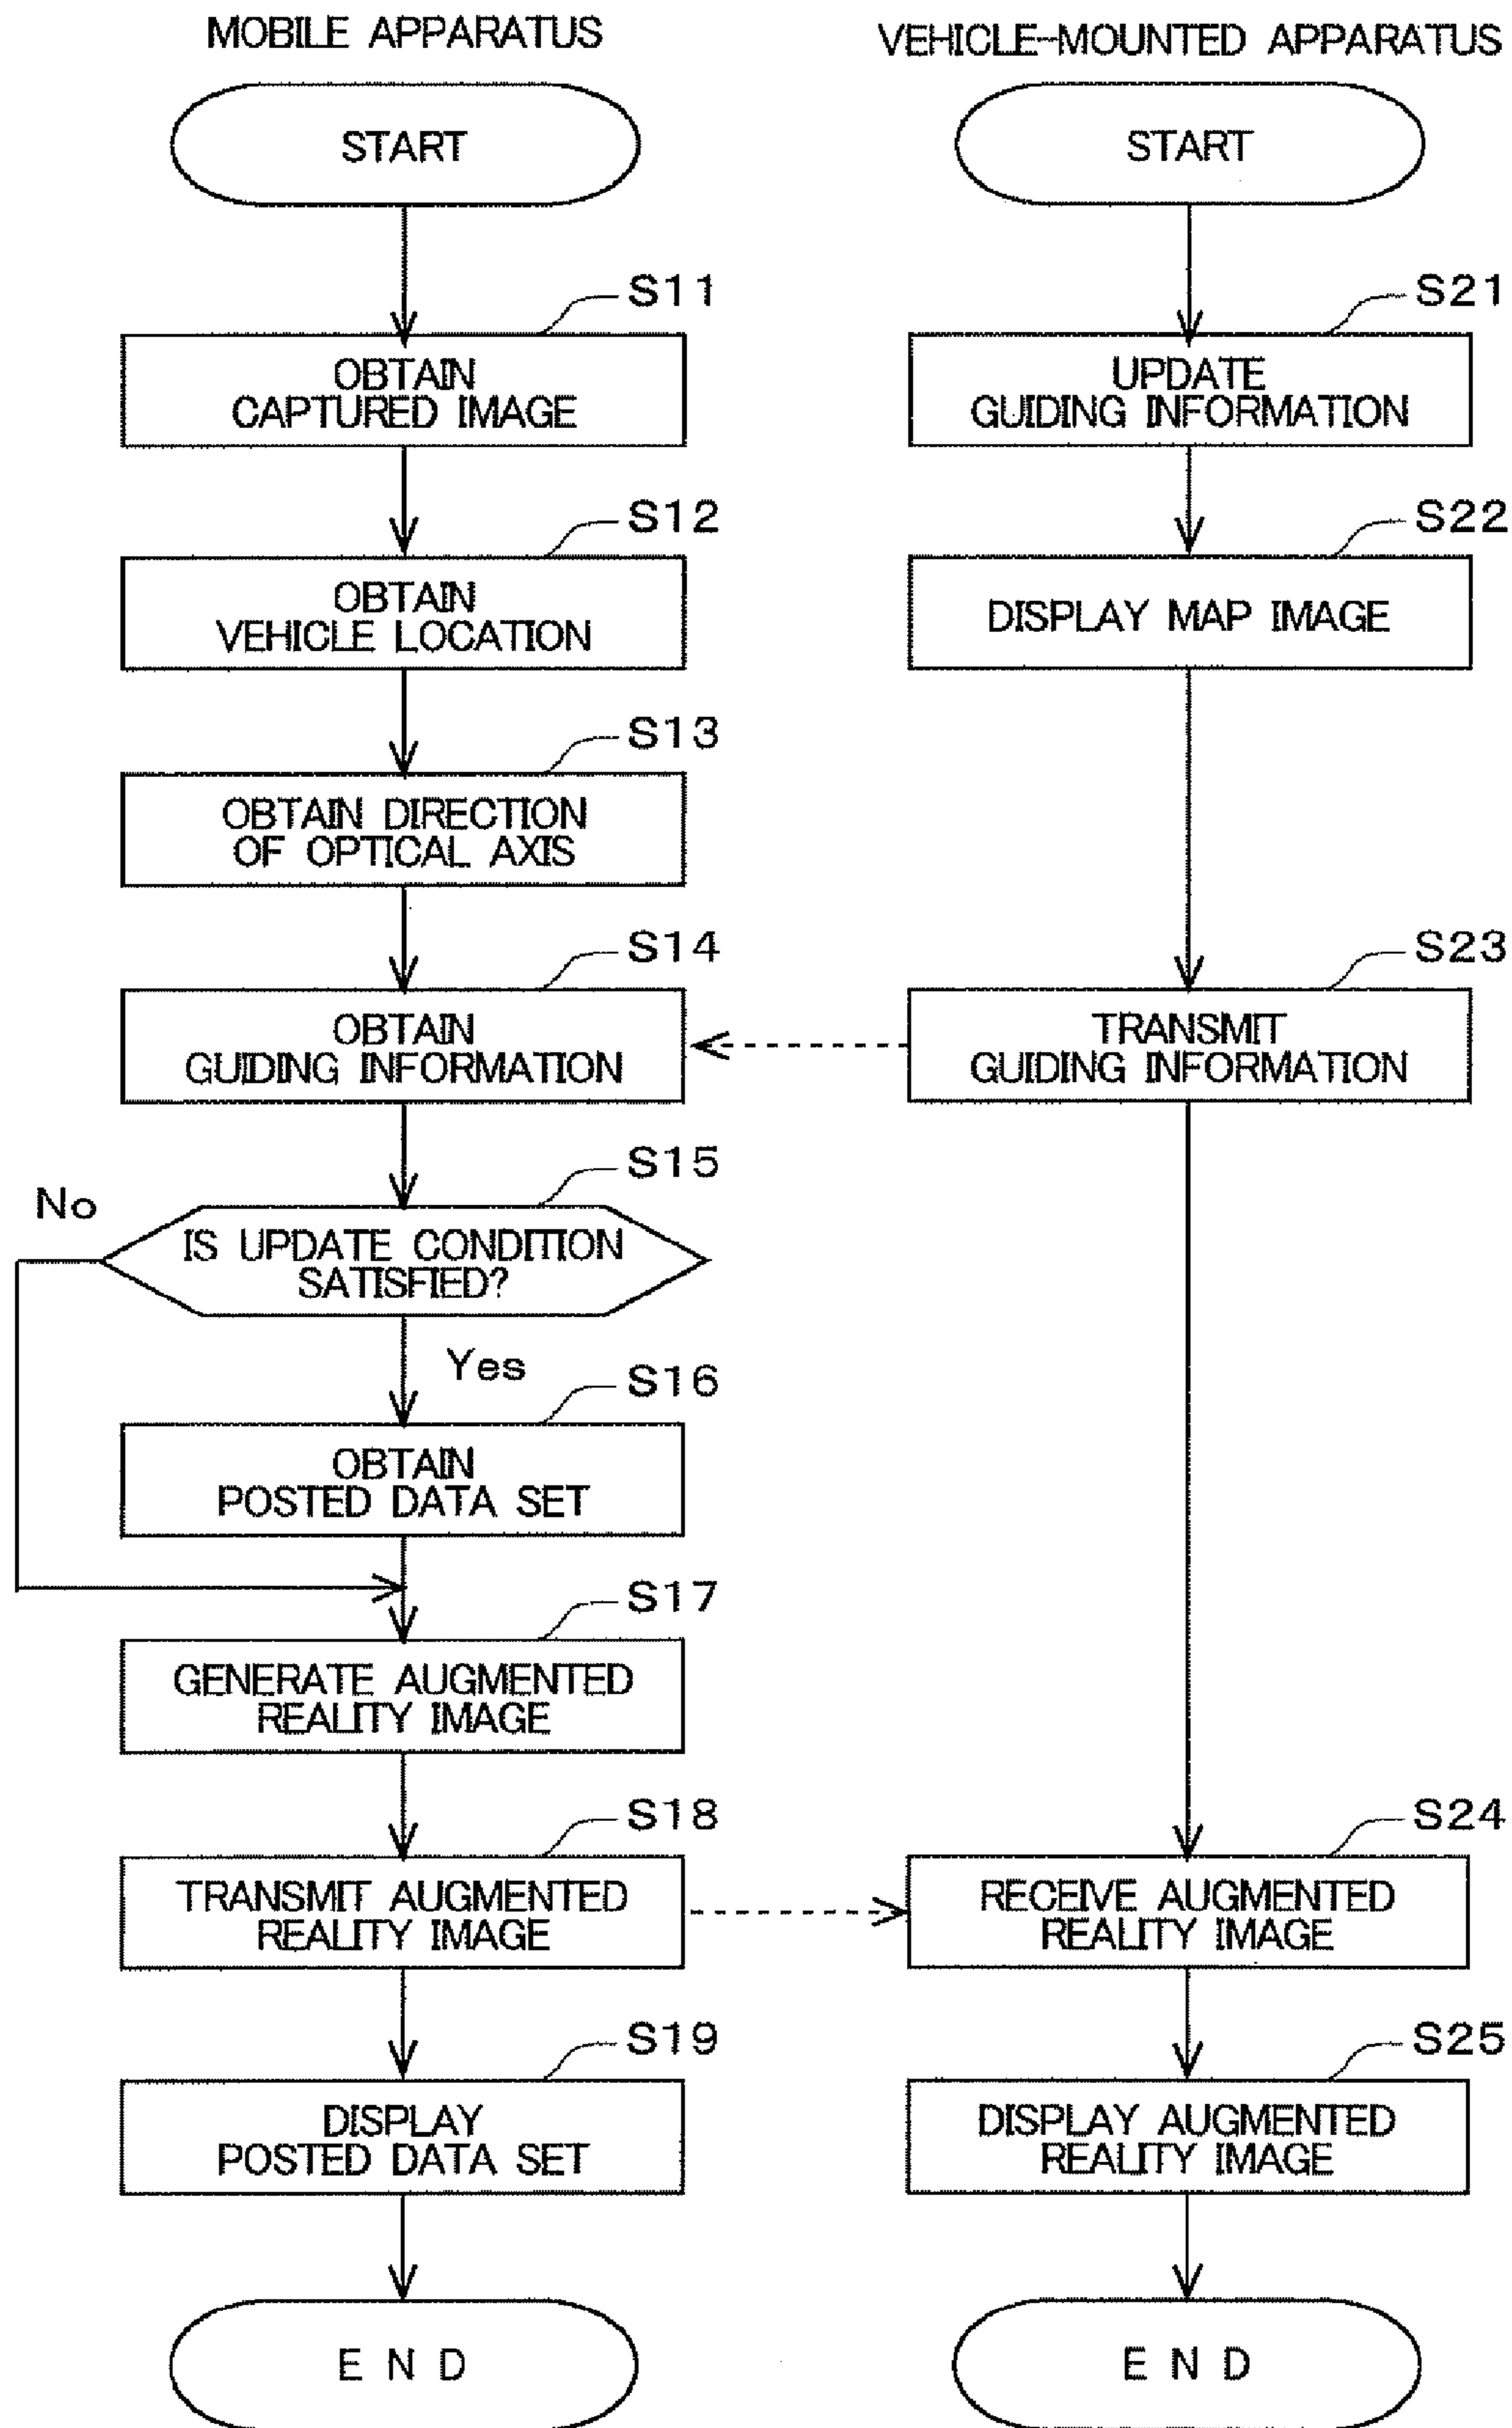 MOBILE APPARATUS
START
S11
OBTAIN
CAPTURED IMAGE
S12
OBTAIN
VEHICLE LOCATION
S13
OBTAIN DIRECTION
OF OPTICAL AXIS
S14
OBTAIN
GUIDING INFORMATION
S15
No
IS UPDATE CONDITION
SATISFIED?
Yes
S16
OBTAIN
POSTED DATA SET
S17
GENERATE AUGMENTED
REALITY IMAGE
S18
TRANSMIT AUGMENTED
REALITY IMAGE
S19
DISPLAY
POSTED DATA SET
END
VEHICLE-MOUNTED APPARATUS
START
S21
UPDATE
GUIDING INFORMATION
S22
DISPLAY MAP IMAGE
S23
TRANSMIT
GUIDING INFORMATION
S24
RECEIVE AUGMENTED
REALITY IMAGE
S25
DISPLAY AUGMENTED
REALITY IMAGE
END